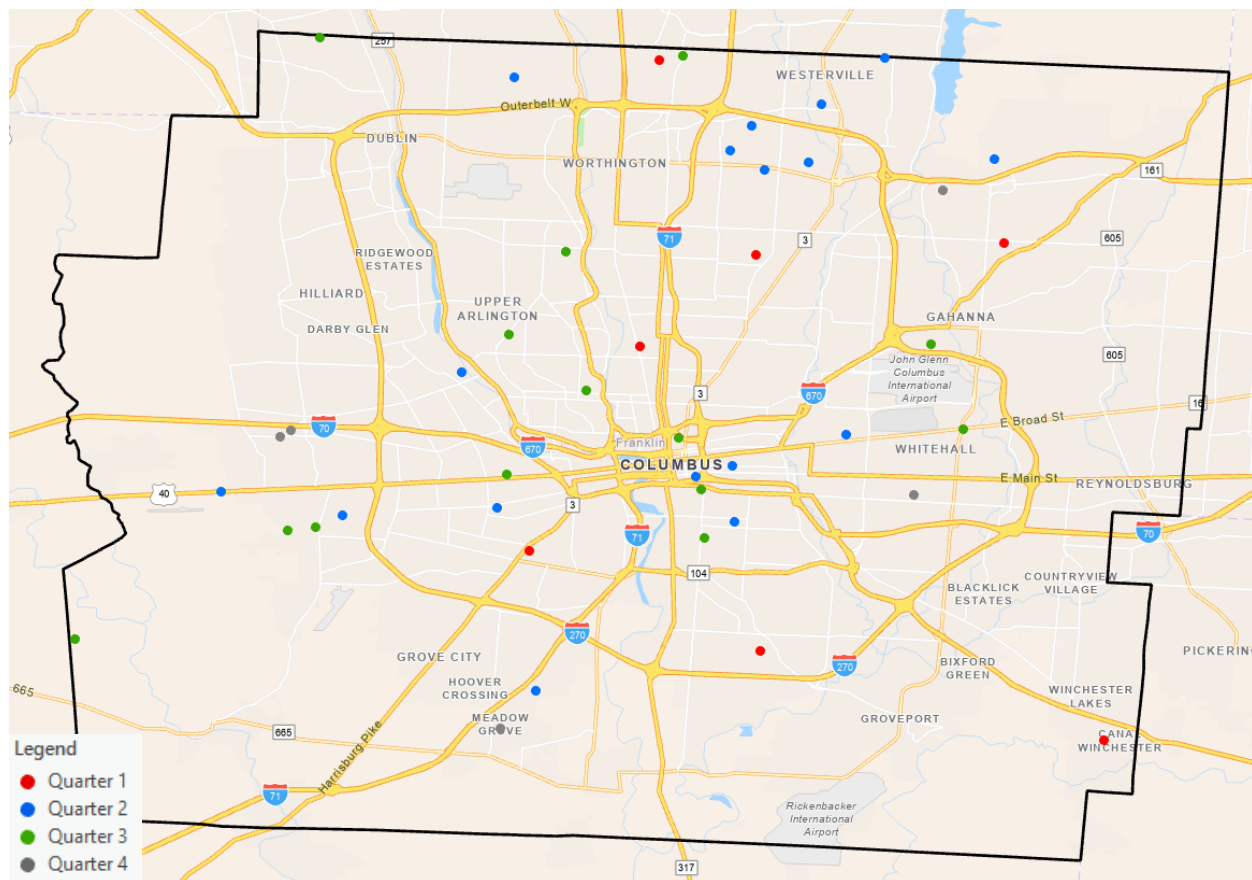 257
WESTERVILLE
Outerbelt W
DUBLIN
WORTHINGTON
161
71
3
605
RIDGEWOOD
ESTATES
HILLIARD
UPPER
ARLINGTON
DARBY GLEN
GAHANNA
605
John Glenn
Columbus
International
Airport
3
670
16
70
E Broad St
670
Franklin
WHITEHALL
COLUMBUS
E Main St
REYNOLDSBURG
40
3
71
70
104
COUNTRYVIEW
VILLAGE
BLACKLICK
ESTATES
270
GROVE CITY
270
BIXFORD
GREEN
PICKERING
665
HOOVER
CROSSING
WINCHESTER
LAKES
MEADOW
GROVE
GROVEPORT
665
CANAL
WINCHESTER
Harrisburg Pike
71
Rickenbacker
International
Airport
317
Legend
Quarter 1
Quarter 2
Quarter 3
Quarter 4